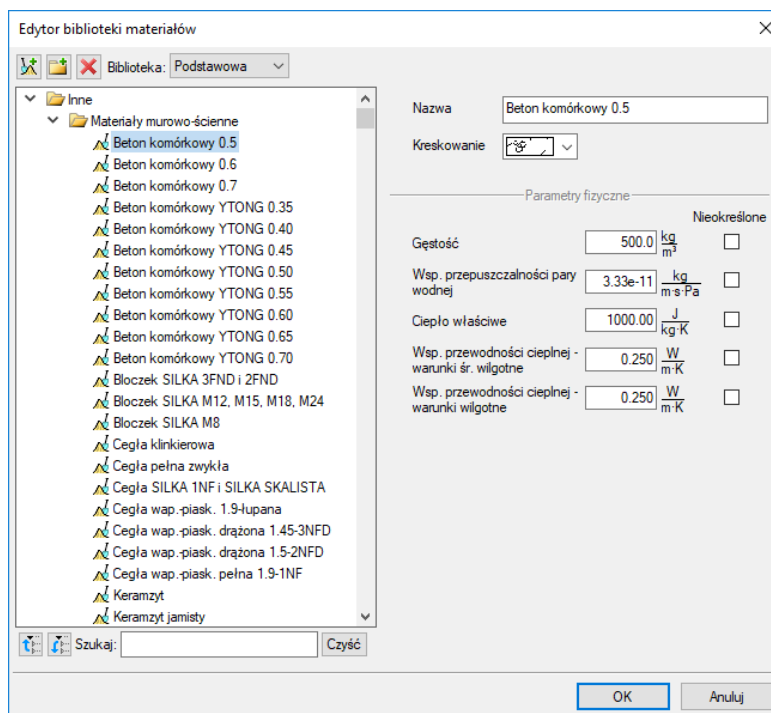 Edytor biblioteki materiałów
Biblioteka: Podstawowa
Inne
Materiały murowo-ścienne
Beton komórkowy 0.5
Beton komórkowy 0.6
Beton komórkowy 0.7
Beton komórkowy YTONG 0.35
Beton komórkowy YTONG 0.40
Beton komórkowy YTONG 0.45
Beton komórkowy YTONG 0.50
Beton komórkowy YTONG 0.55
Beton komórkowy YTONG 0.60
Beton komórkowy YTONG 0.65
Beton komórkowy YTONG 0.70
Bloczek SILKA 3FND i 2FND
Bloczek SILKA M12, M15, M18, M24
Bloczek SILKA M8
Cegła klinkierowa
Cegła pełna zwykła
Cegła SILKA 1NF i SILKA SKALISTA
Cegła wap.-piask. 1.9-łupana
Cegła wap.-piask. drążona 1.45-3NFD
Cegła wap.-piask. drążona 1.5-2NFD
Cegła wap.-piask. pełna 1.9-1NF
Keramzyt
Keramzyt jamisty
Szukaj: Czyść
Nazwa Beton komórkowy 0.5
Kreskowanie
Parametry fizyczne
Nieokreślone
Gęstość 500.0 kg/m³
Wsp. przepuszczalności pary
wodnej 3.33e-11 kg/m·s·Pa
Ciepło właściwe 1000.00 J/kg·K
Wsp. przewodności cieplnej -
warunki śr. wilgotne 0.250 W/m·K
Wsp. przewodności cieplnej -
warunki wilgotne 0.250 W/m·K
OK Anuluj